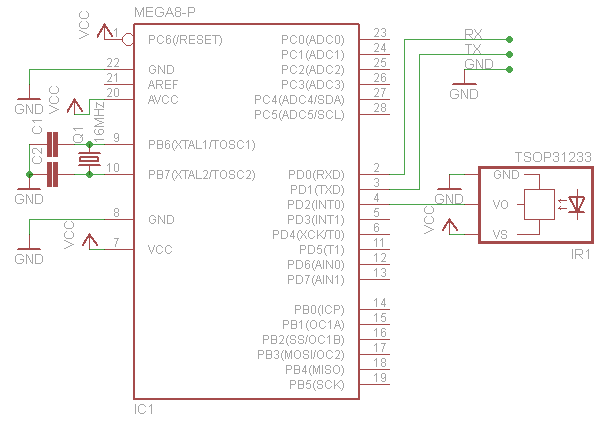 MEGA8-P
VCC
1
PC6(/RESET)
22
GND
GND
21
AREF
VCC
20
AVCC
C1
C2
Q1
16MHz
9
PB6(XTAL1/TOSC1)
10
PB7(XTAL2/TOSC2)
GND
8
GND
GND
VCC
7
VCC
PC0(ADC0)
23
PC1(ADC1)
24
PC2(ADC2)
25
PC3(ADC3)
26
PC4(ADC4/SDA)
27
PC5(ADC5/SCL)
28
PD0(RXD)
2
PD1(TXD)
3
PD2(INT0)
4
PD3(INT1)
5
PD4(XCK/T0)
6
PD5(T1)
11
PD6(AIN0)
12
PD7(AIN1)
13
PB0(ICP)
14
PB1(OC1A)
15
PB2(SS/OC1B)
16
PB3(MOSI/OC2)
17
PB4(MISO)
18
PB5(SCK)
19
IC1
RX
TX
GND
GND
TSOP31233
GND
GND
VO
VCC
VS
IR1